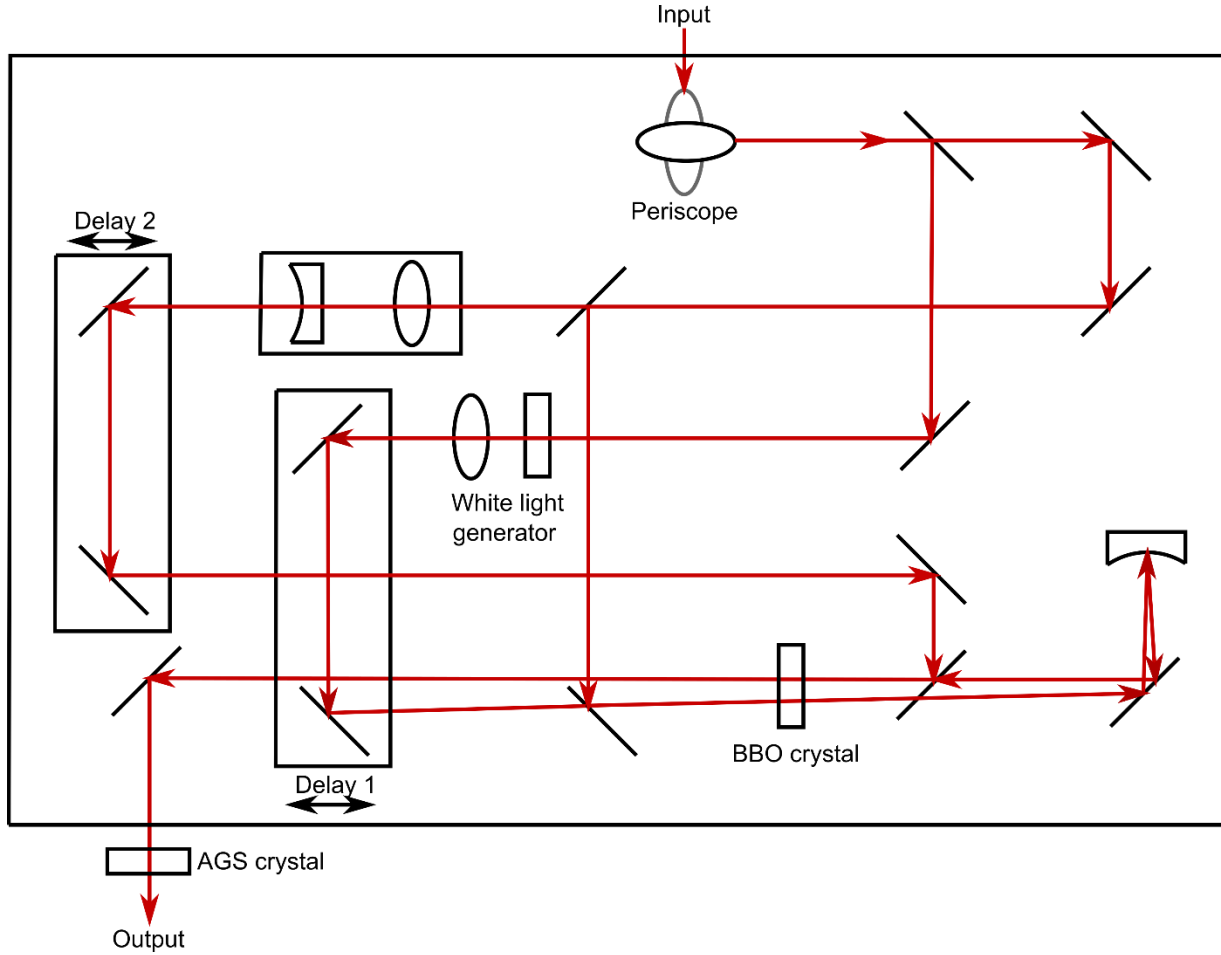 Input
Periscope
Delay 2
White light
generator
BBO crystal
Delay 1
AGS crystal
Output